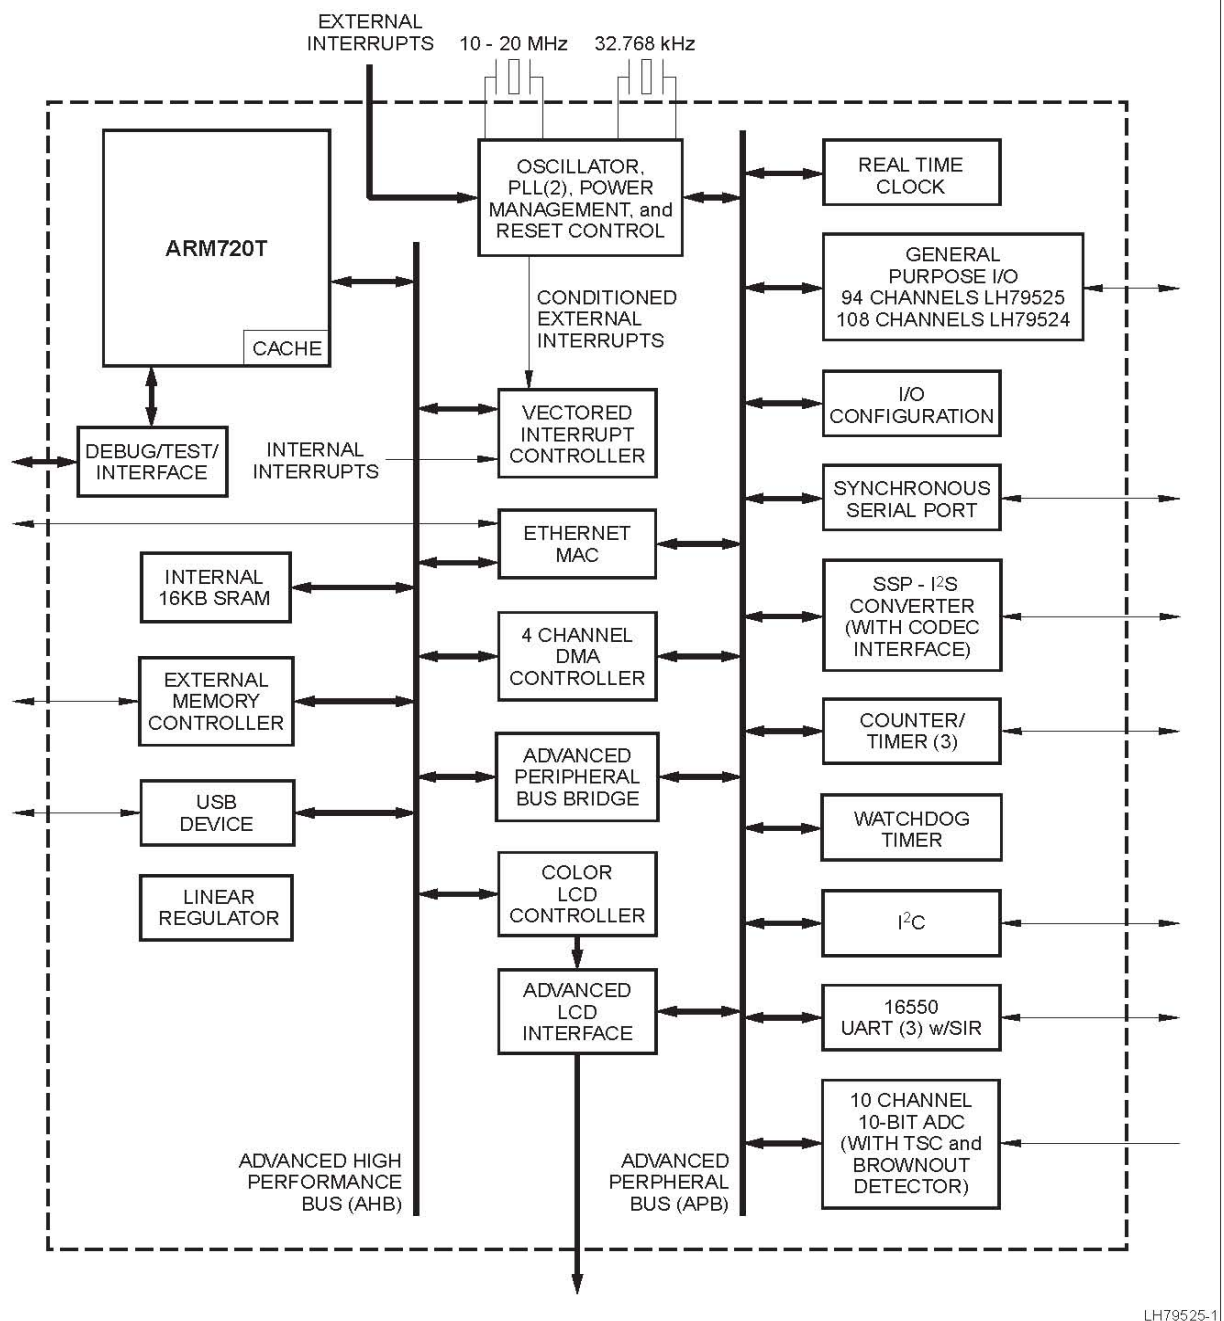 EXTERNAL
INTERRUPTS
10 - 20 MHz
32.768 kHz
ARM720T
CACHE
OSCILLATOR,
PLL(2), POWER
MANAGEMENT, and
RESET CONTROL
REAL TIME
CLOCK
GENERAL
PURPOSE I/O
94 CHANNELS LH79525
108 CHANNELS LH79524
CONDITIONED
EXTERNAL
INTERRUPTS
I/O
CONFIGURATION
DEBUG/TEST/
INTERFACE
INTERNAL
INTERRUPTS
VECTORED
INTERRUPT
CONTROLLER
SYNCHRONOUS
SERIAL PORT
ETHERNET
MAC
INTERNAL
16KB SRAM
SSP - I²S
CONVERTER
(WITH CODEC
INTERFACE)
4 CHANNEL
DMA
CONTROLLER
EXTERNAL
MEMORY
CONTROLLER
COUNTER/
TIMER (3)
ADVANCED
PERIPHERAL
BUS BRIDGE
USB
DEVICE
WATCHDOG
TIMER
COLOR
LCD
CONTROLLER
LINEAR
REGULATOR
I²C
ADVANCED
LCD
INTERFACE
16550
UART (3) w/SIR
10 CHANNEL
10-BIT ADC
(WITH TSC and
BROWNOUT
DETECTOR)
ADVANCED HIGH
PERFORMANCE
BUS (AHB)
ADVANCED
PERPHERAL
BUS (APB)
LH79525-1